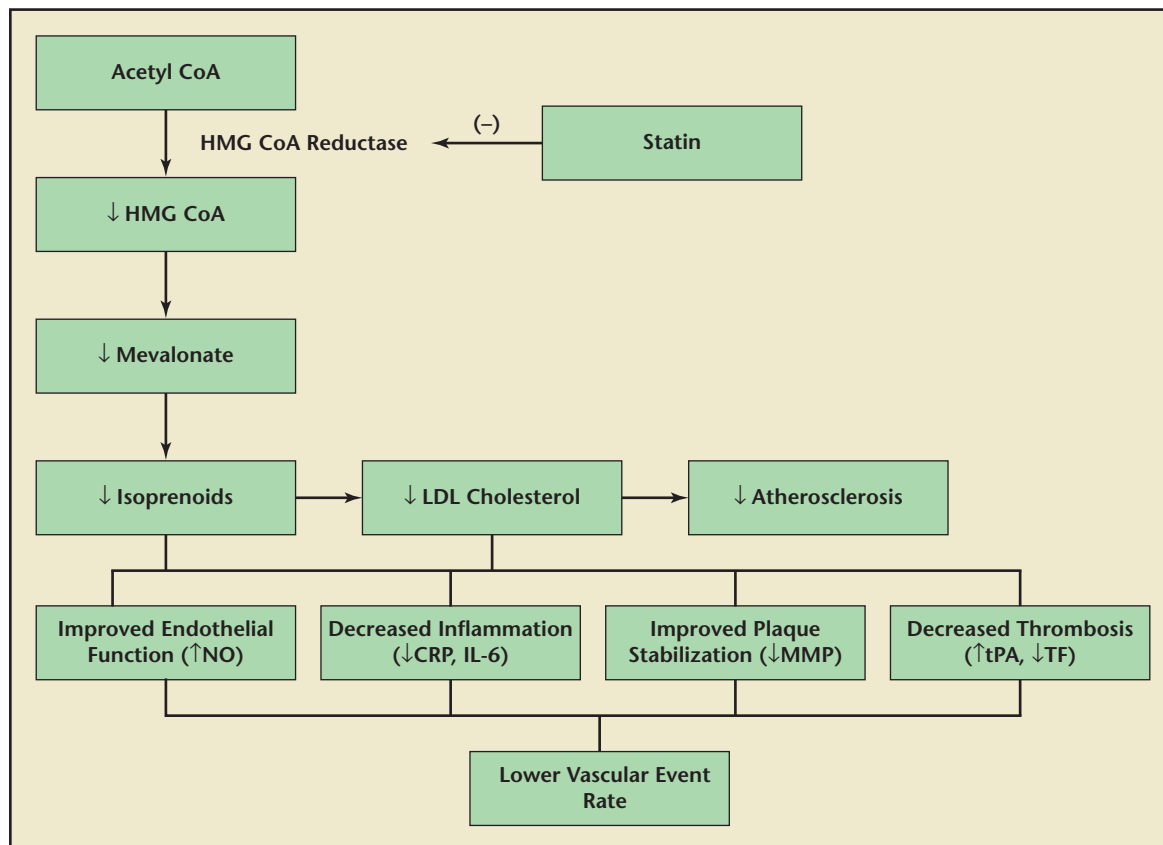 Acetyl CoA
(–)
HMG CoA Reductase
Statin
↓ HMG CoA
↓ Mevalonate
↓ Isoprenoids
↓ LDL Cholesterol
↓ Atherosclerosis
Improved Endothelial
Function (↑NO)
Decreased Inflammation
(↓CRP, IL-6)
Improved Plaque
Stabilization (↓MMP)
Decreased Thrombosis
(↑tPA, ↓TF)
Lower Vascular Event
Rate